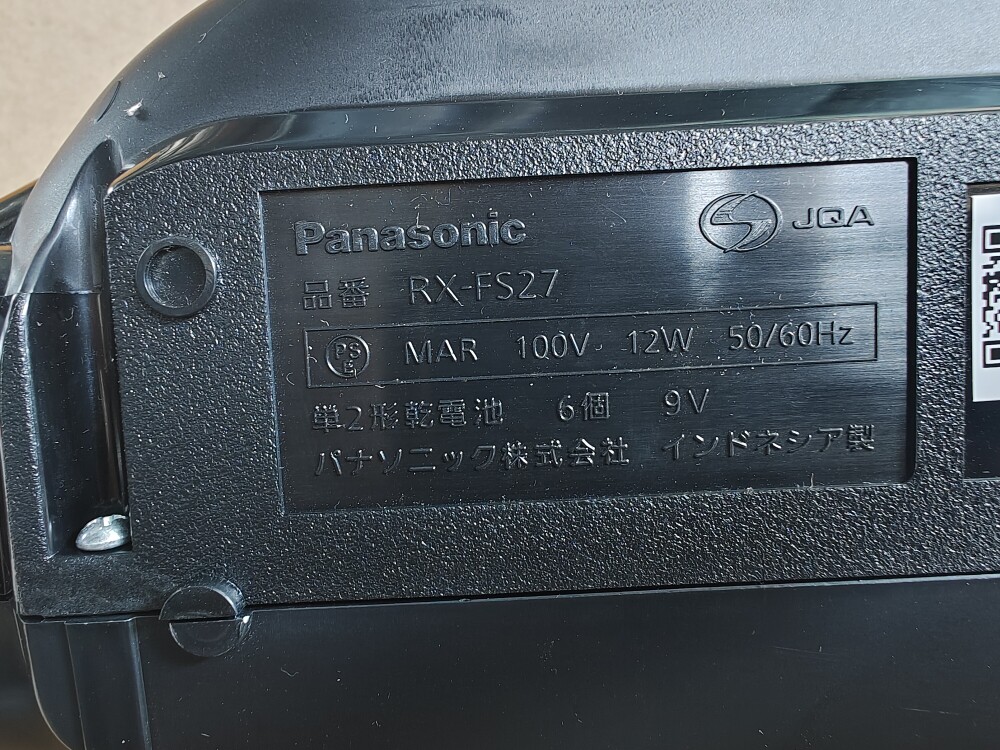 Panasonic
JQA
品番 RX-FS27
PSE MAR 100V 12W 50/60Hz
単2形乾電池 6個 9V
パナソニック株式会社 インドネシア製